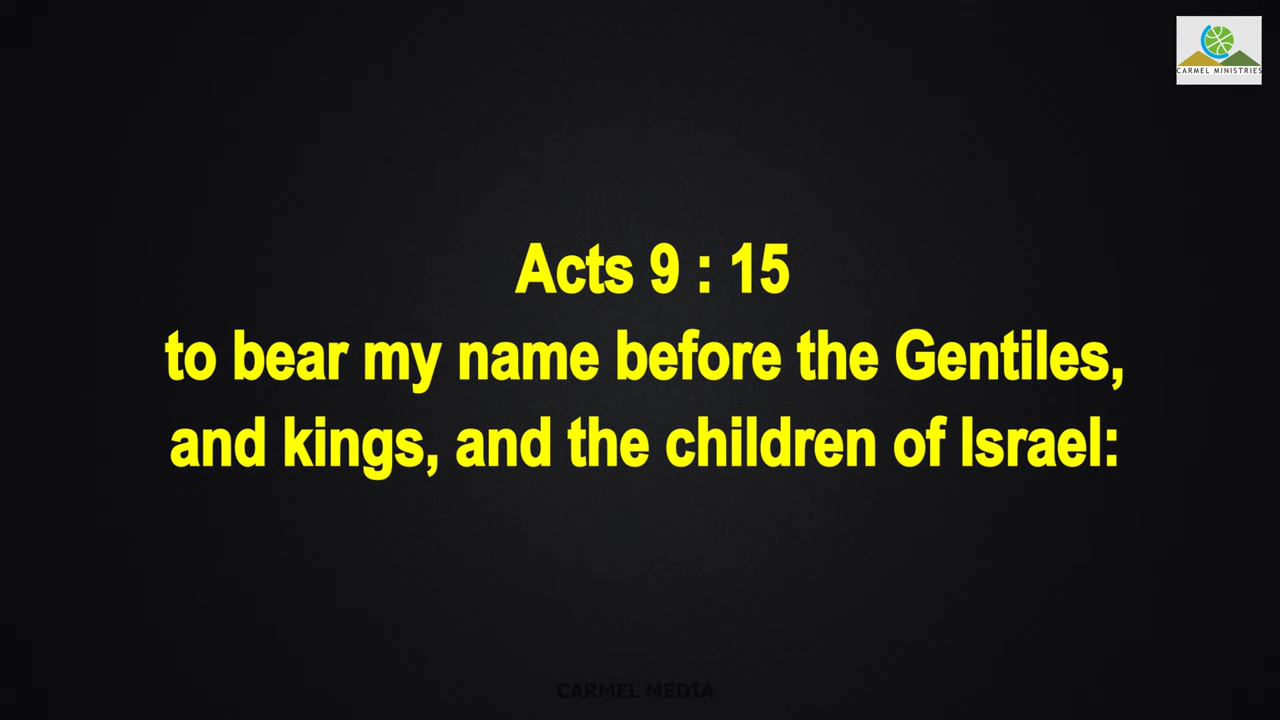 CARMEL MINISTRIES
Acts 9 : 15
to bear my name before the Gentiles,
and kings, and the children of Israel:
CARMEL MEDIA